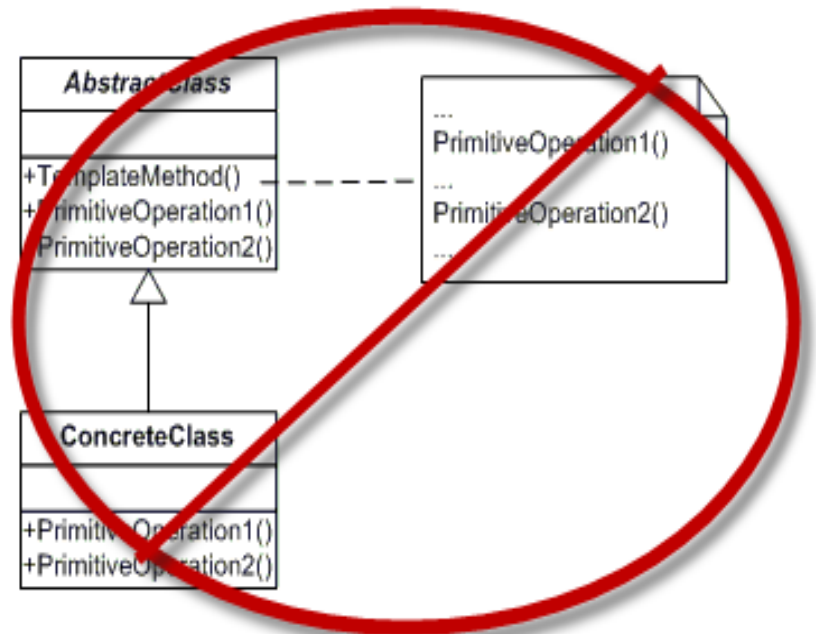 AbstractClass
+TemplateMethod()
+PrimitiveOperation1()
+PrimitiveOperation2()
...
PrimitiveOperation1()
...
PrimitiveOperation2()
...
ConcreteClass
+PrimitiveOperation1()
+PrimitiveOperation2()